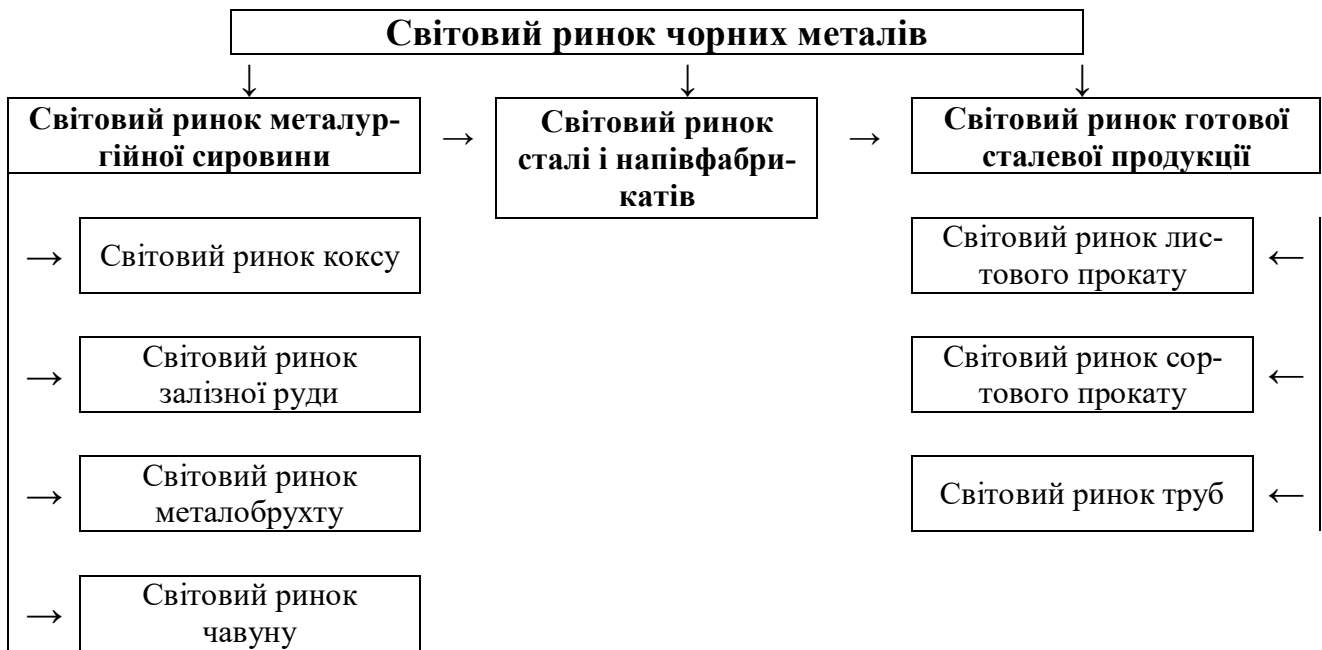 Світовий ринок чорних металів
↓ ↓ ↓
Світовий ринок металур-
гійної сировини
→
Світовий ринок
сталі і напівфабри-
катів
→
Світовий ринок готової
сталевої продукції
→ Світовий ринок коксу
→ Світовий ринок
залізної руди
→ Світовий ринок
металобрухту
→ Світовий ринок
чавуну
Світовий ринок лис-
тового прокату ←
Світовий ринок сор-
тового прокату ←
Світовий ринок труб ←